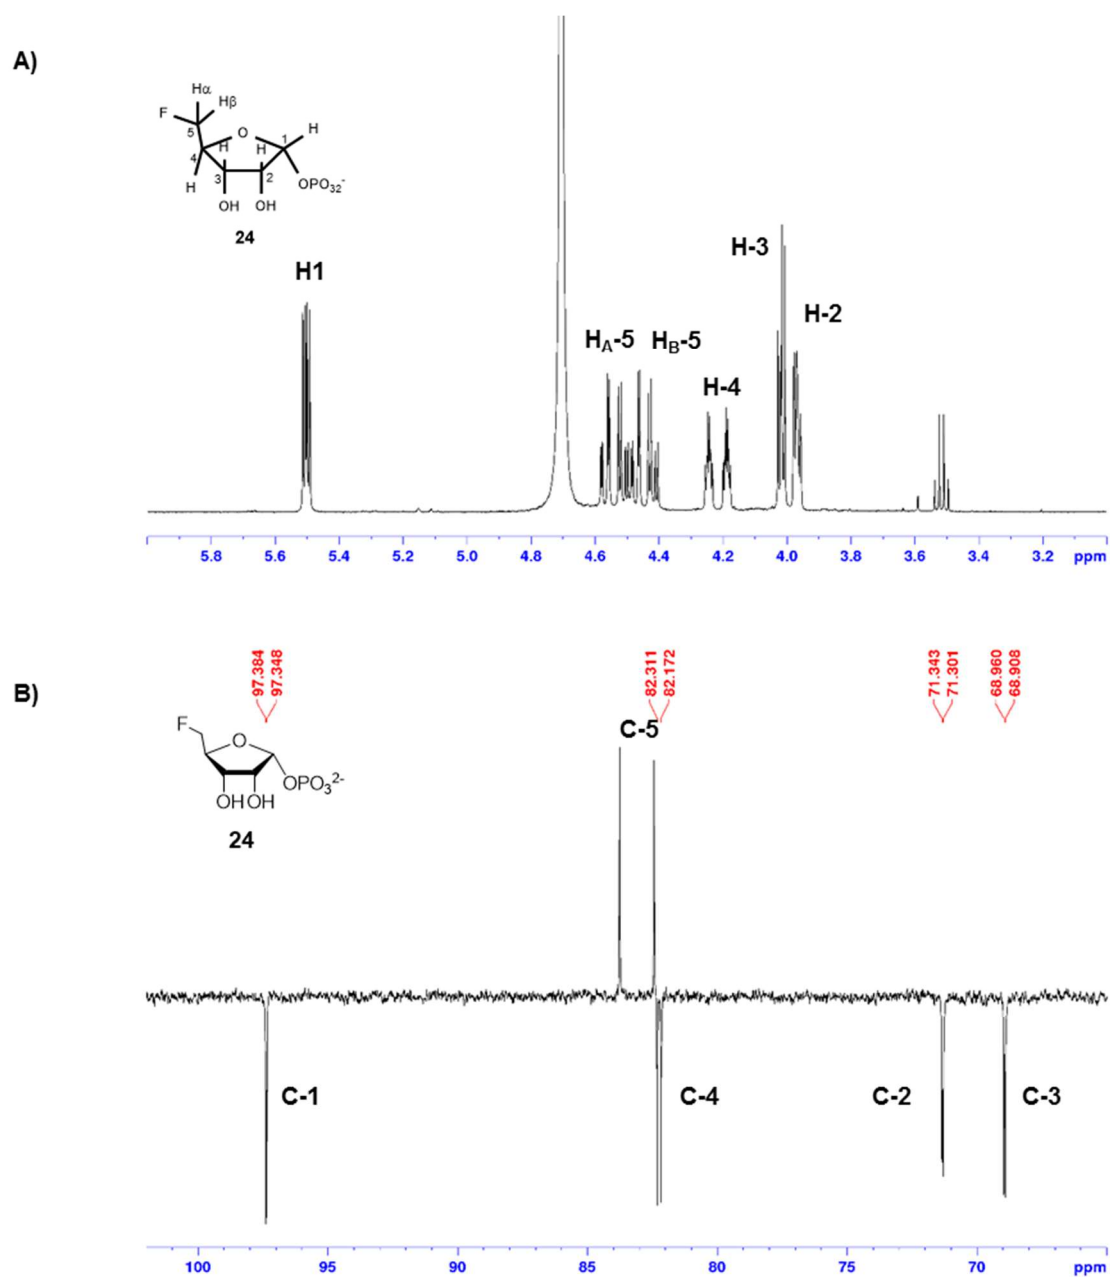 A)
Hα
Hβ
F
5
O
1
H
H
H
4
3
2
H
OPO32-
OH
OH
24
H1
HA-5
HB-5
H-4
H-3
H-2
5.8 5.6 5.4 5.2 5.0 4.8 4.6 4.4 4.2 4.0 3.8 3.6 3.4 3.2 ppm
B)
97.384
97.348
82.311
82.172
71.343
71.301
68.960
68.908
F
O
OPO3 2-
OH OH
24
C-5
C-1
C-4
C-2
C-3
100 95 90 85 80 75 70 ppm